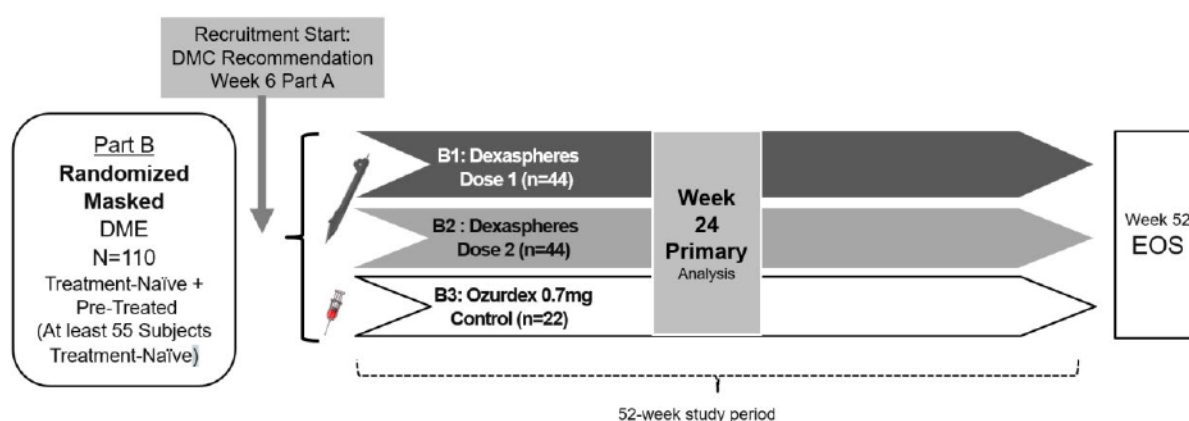 Recruitment Start:
DMC Recommendation
Week 6 Part A
Part B
Randomized
Masked
DME
N=110
Treatment-Naïve +
Pre-Treated
(At least 55 Subjects
Treatment-Naïve)
B1: Dexaspheres
Dose 1 (n=44)
B2 : Dexaspheres
Dose 2 (n=44)
B3: Ozurdex 0.7mg
Control (n=22)
Week
24
Primary
Analysis
Week 52
EOS
52-week study period